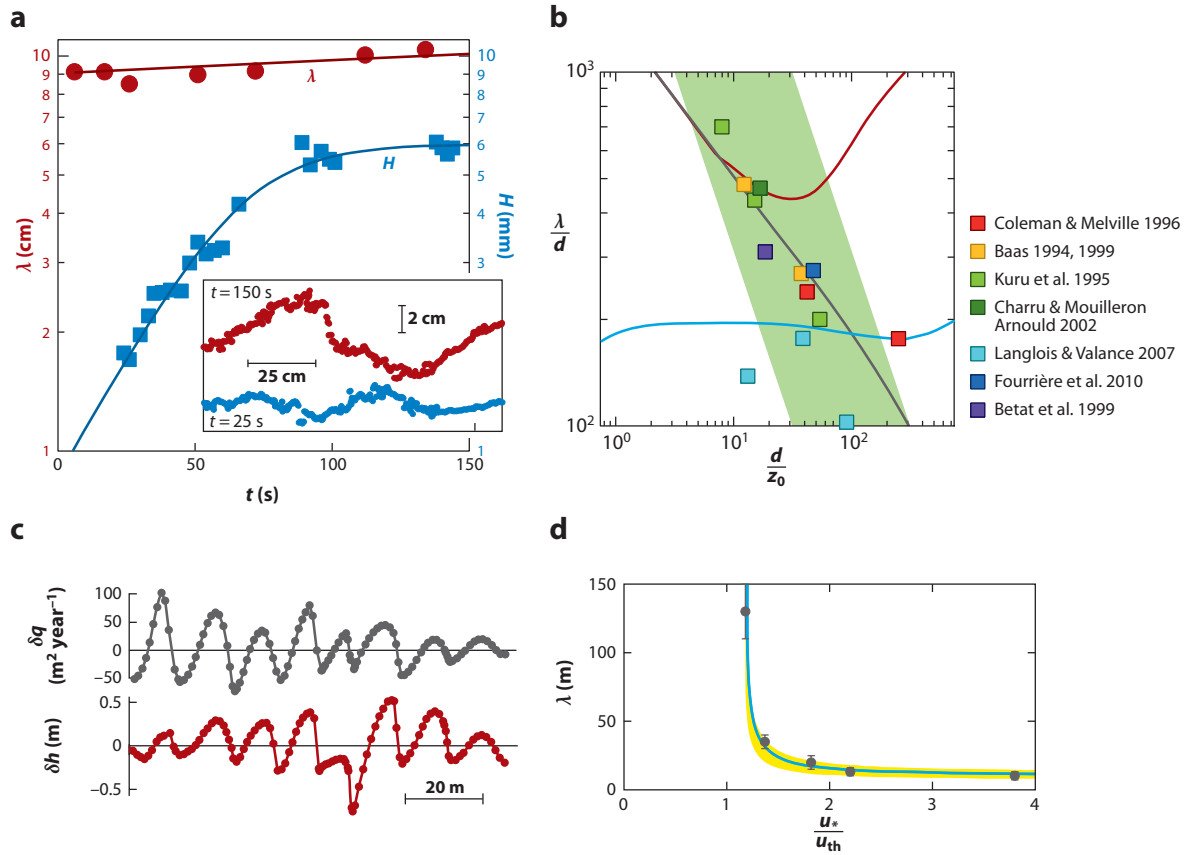 a
λ (cm)
10
9
8
7
6
5
4
3
2
1
λ
H
10
9
8
7
6
5
4
3
2
1
H (mm)
t = 150 s
2 cm
25 cm
t = 25 s
0
50
100
150
t (s)
b
λ
d
10³
10²
10⁰
10¹
10²
d
z₀
Coleman & Melville 1996
Baas 1994, 1999
Kuru et al. 1995
Charru & Mouilleron
Arnould 2002
Langlois & Valance 2007
Fourrière et al. 2010
Betat et al. 1999
c
δq
(m² year⁻¹)
100
50
0
−50
δh (m)
0.5
0
−0.5
20 m
d
λ (m)
150
100
50
0
0
1
2
3
4
u*
uth